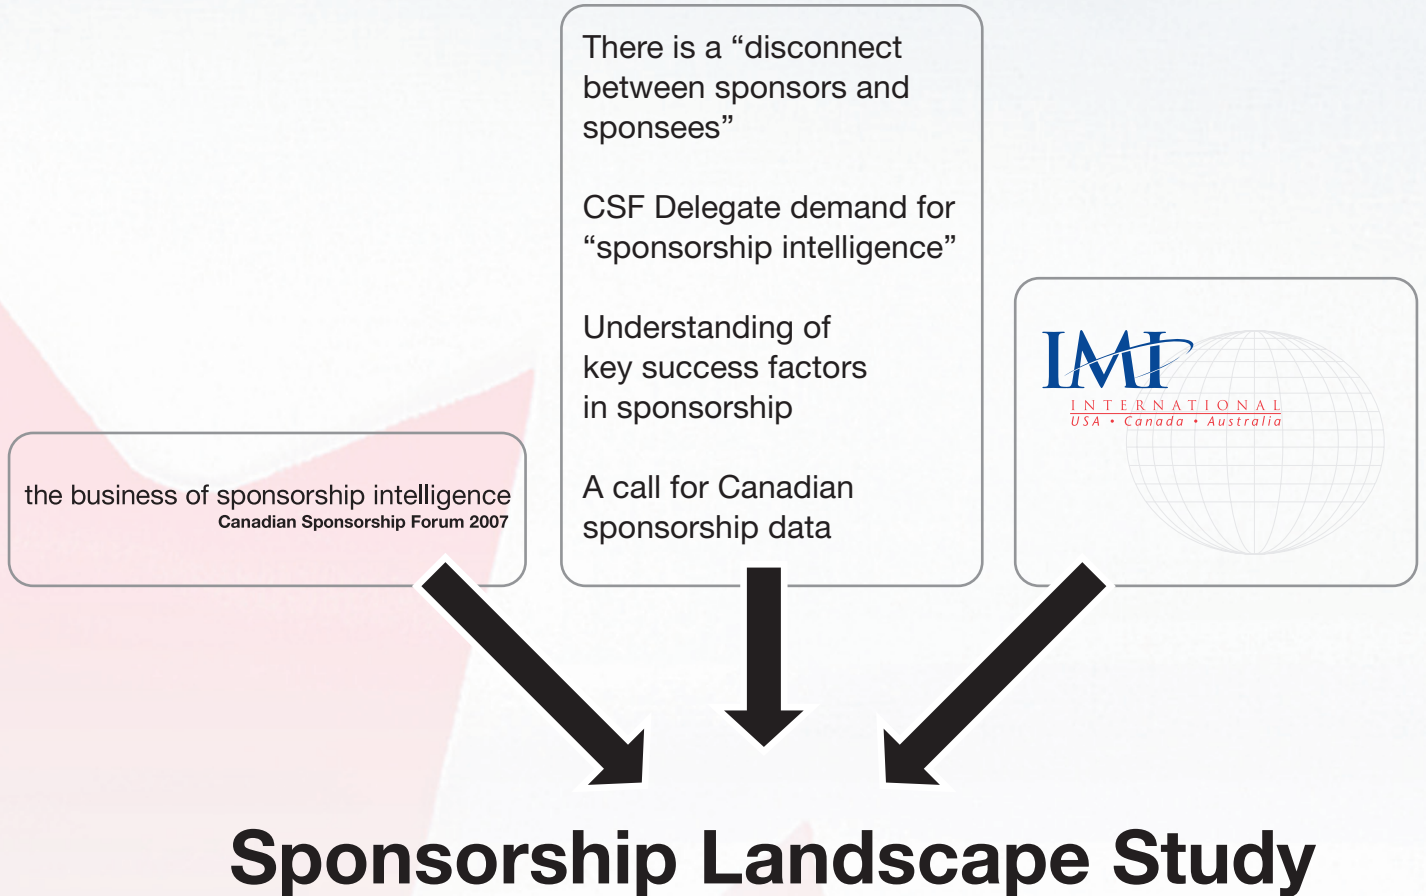 There is a “disconnect
between sponsors and
sponsees”
CSF Delegate demand for
“sponsorship intelligence”
Understanding of
key success factors
in sponsorship
A call for Canadian
sponsorship data
the business of sponsorship intelligence
Canadian Sponsorship Forum 2007
IMI
INTERNATIONAL
USA • Canada • Australia
Sponsorship Landscape Study